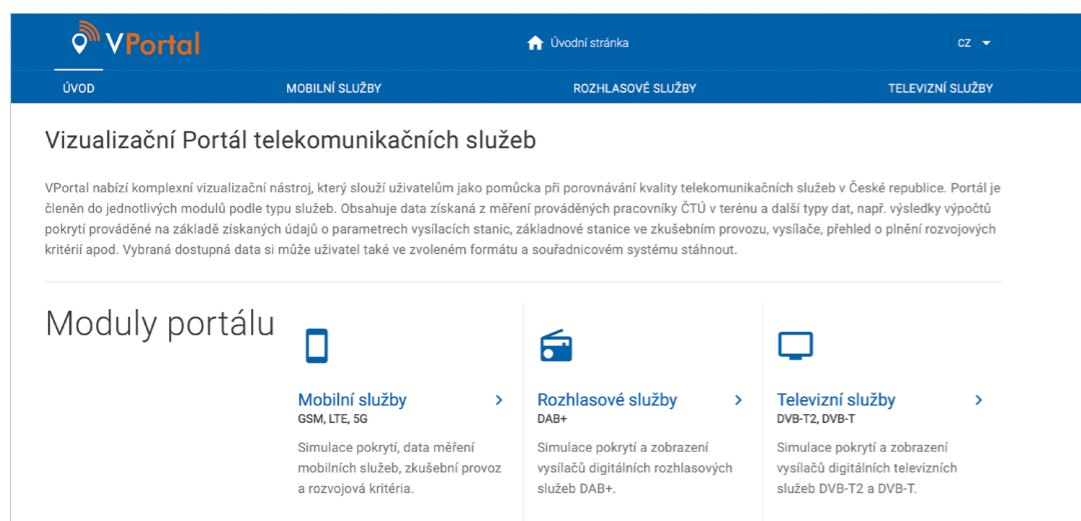 VPortal
Úvodní stránka
CZ
ÚVOD
MOBILNÍ SLUŽBY
ROZHLASOVÉ SLUŽBY
TELEVIZNÍ SLUŽBY
Vizualizační Portál telekomunikačních služeb
VPortal nabízí komplexní vizualizační nástroj, který slouží uživatelům jako pomůcka při porovnávání kvality telekomunikačních služeb v České republice. Portál je
členěn do jednotlivých modulů podle typu služeb. Obsahuje data získaná z měření prováděných pracovníky ČTÚ v terénu a další typy dat, např. výsledky výpočtů
pokrytí prováděné na základě získaných údajů o parametrech vysílacích stanic, základnové stanice ve zkušebním provozu, vysílače, přehled o plnění rozvojových
kritérií apod. Vybraná dostupná data si může uživatel také ve zvoleném formátu a souřadnicovém systému stáhnout.
Moduly portálu
Mobilní služby
GSM, LTE, 5G
Simulace pokrytí, data měření
mobilních služeb, zkušební provoz
a rozvojová kritéria.
Rozhlasové služby
DAB+
Simulace pokrytí a zobrazení
vysílačů digitálních rozhlasových
služeb DAB+.
Televizní služby
DVB-T2, DVB-T
Simulace pokrytí a zobrazení
vysílačů digitálních televizních
služeb DVB-T2 a DVB-T.